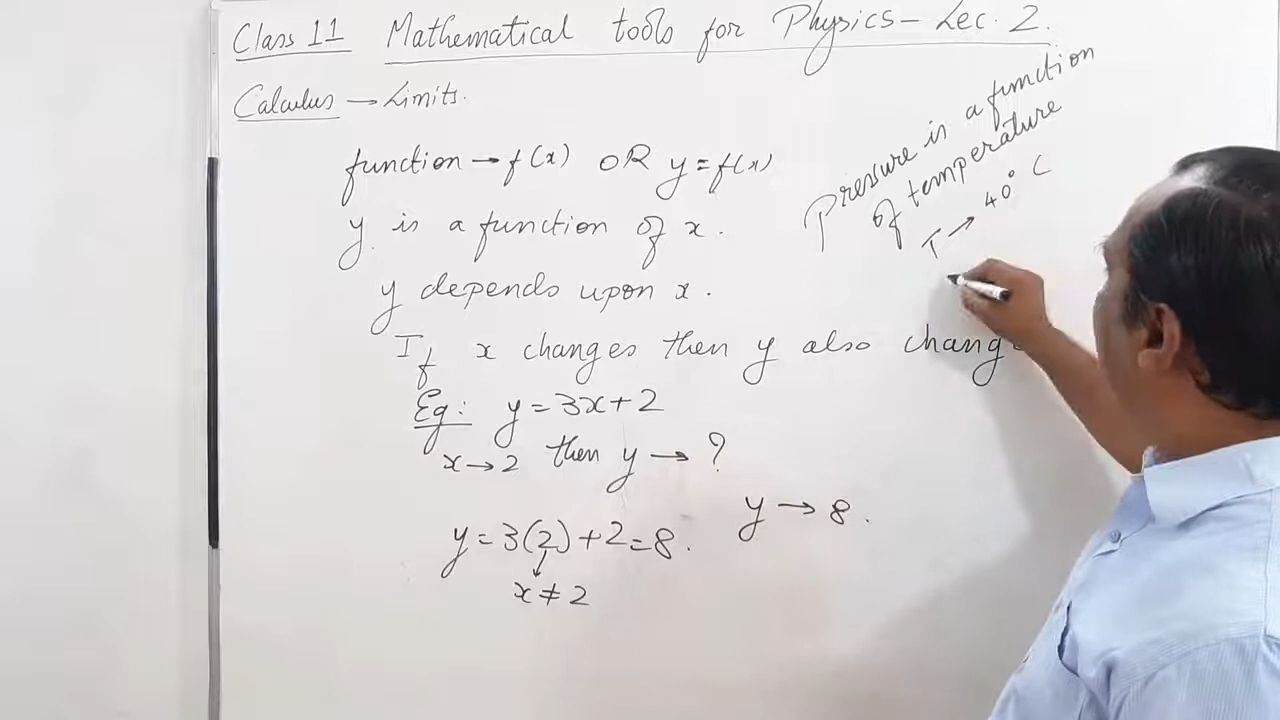 Class 11 Mathematical tools for Physics - Lec. 2.
Calculus → Limits.
function → f(x) OR y = f(x)
y is a function of x.
y depends upon x.
If x changes then y also chang
Eg: y = 3x + 2
x → 2 then y → ?
y = 3(2) + 2 = 8.
x ≠ 2
y → 8.
Pressure is a function
of temperature
T → 40° C